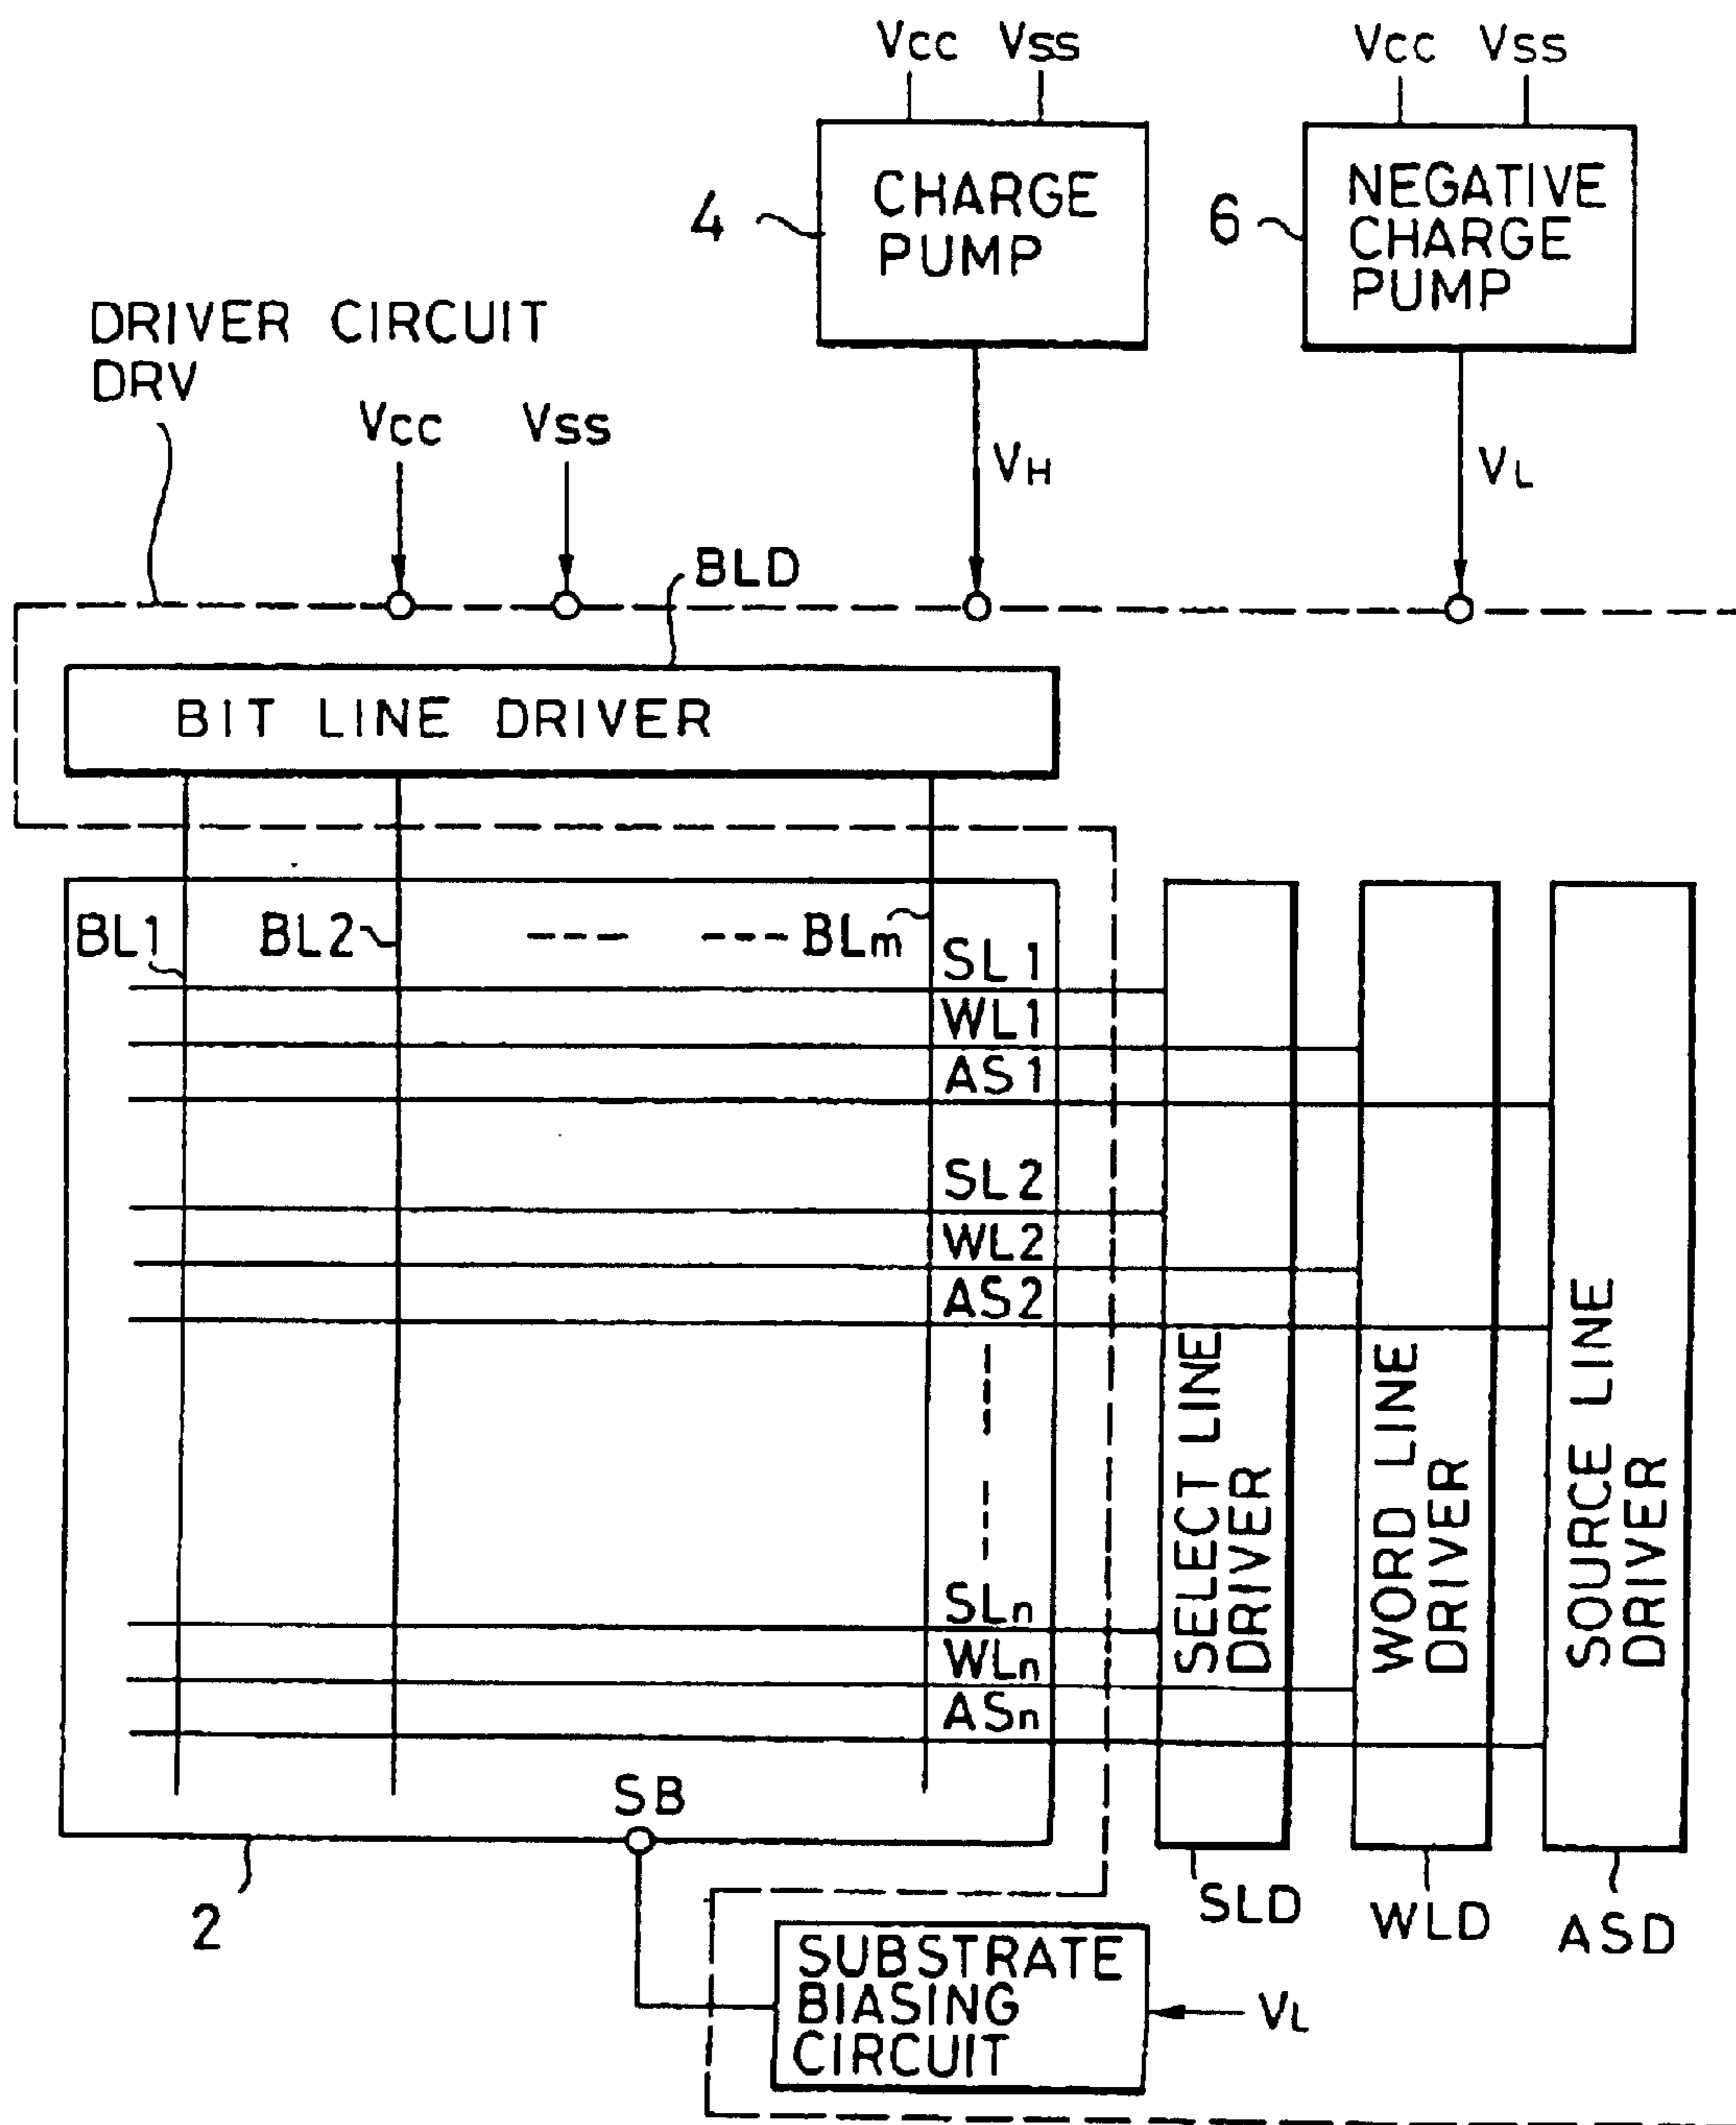 Vcc Vss
Vcc Vss
4
CHARGE
PUMP
6
NEGATIVE
CHARGE
PUMP
DRIVER CIRCUIT
DRV
Vcc
Vss
VH
VL
BLD
BIT LINE DRIVER
BL1
BL2
BLm
SL1
WL1
AS1
SL2
WL2
AS2
SLn
WLn
ASn
SELECT LINE
DRIVER
WORD LINE
DRIVER
SOURCE LINE
DRIVER
SB
2
SLD
WLD
ASD
SUBSTRATE
BIASING
CIRCUIT
VL